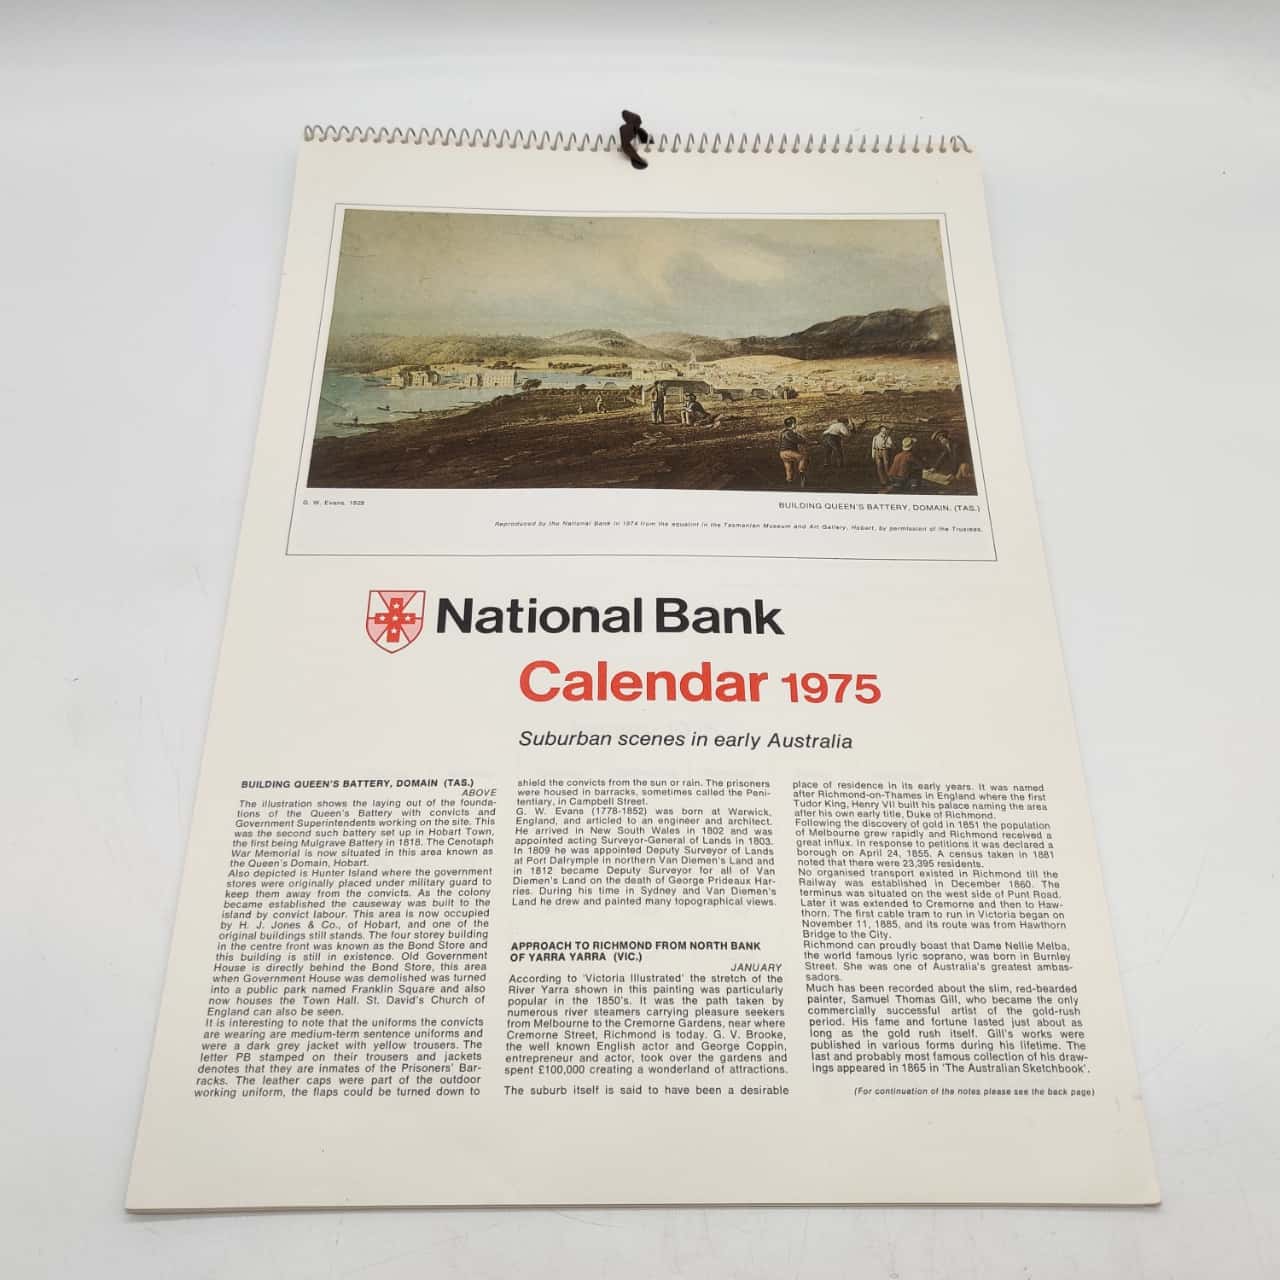 G. W. Evans, 1828
BUILDING QUEEN'S BATTERY, DOMAIN, (TAS.)
Reproduced by the National Bank in 1974 from the aquatint in the Tasmanian Museum and Art Gallery, Hobart, by permission of the Trustees.
National Bank
Calendar 1975
Suburban scenes in early Australia
BUILDING QUEEN'S BATTERY, DOMAIN (TAS.)
ABOVE
The illustration shows the laying out of the founda-
tions of the Queen's Battery with convicts and
Government Superintendents working on the site. This
was the second such battery set up in Hobart Town,
the first being Mulgrave Battery in 1818. The Cenotaph
War Memorial is now situated in this area known as
the Queen's Domain, Hobart.
Also depicted is Hunter Island where the government
stores were originally placed under military guard to
keep them away from the convicts. As the colony
became established the causeway was built to the
island by convict labour. This area is now occupied
by H. J. Jones & Co., of Hobart, and one of the
original buildings still stands. The four storey building
in the centre front was known as the Bond Store and
this building is still in existence. Old Government
House is directly behind the Bond Store, this area
when Government House was demolished was turned
into a public park named Franklin Square and also
now houses the Town Hall. St. David's Church of
England can also be seen.
It is interesting to note that the uniforms the convicts
are wearing are medium-term sentence uniforms and
were a dark grey jacket with yellow trousers. The
letter PB stamped on their trousers and jackets
denotes that they are inmates of the Prisoners' Bar-
racks. The leather caps were part of the outdoor
working uniform, the flaps could be turned down to
shield the convicts from the sun or rain. The prisoners
were housed in barracks, sometimes called the Peni-
tentiary, in Campbell Street.
G. W. Evans (1778-1852) was born at Warwick,
England, and articled to an engineer and architect.
He arrived in New South Wales in 1802 and was
appointed acting Surveyor-General of Lands in 1803.
In 1809 he was appointed Deputy Surveyor of Lands
at Port Dalrymple in northern Van Diemen's Land and
in 1812 became Deputy Surveyor for all of Van
Diemen's Land on the death of George Prideaux Har-
ries. During his time in Sydney and Van Diemen's
Land he drew and painted many topographical views.
APPROACH TO RICHMOND FROM NORTH BANK
OF YARRA YARRA (VIC.)
JANUARY
According to 'Victoria Illustrated' the stretch of the
River Yarra shown in this painting was particularly
popular in the 1850's. It was the path taken by
numerous river steamers carrying pleasure seekers
from Melbourne to the Cremorne Gardens, near where
Cremorne Street, Richmond is today. G. V. Brooke,
the well known English actor and George Coppin,
entrepreneur and actor, took over the gardens and
spent £100,000 creating a wonderland of attractions.
The suburb itself is said to have been a desirable
place of residence in its early years. It was named
after Richmond-on-Thames in England where the first
Tudor King, Henry VII built his palace naming the area
after his own early title, Duke of Richmond.
Following the discovery of gold in 1851 the population
of Melbourne grew rapidly and Richmond received a
great influx. In response to petitions it was declared a
borough on April 24, 1855. A census taken in 1881
noted that there were 23,395 residents.
No organised transport existed in Richmond till the
Railway was established in December 1860. The
terminus was situated on the west side of Punt Road.
Later it was extended to Cremorne and then to Haw-
thorn. The first cable tram to run in Victoria began on
November 11, 1885, and its route was from Hawthorn
Bridge to the City.
Richmond can proudly boast that Dame Nellie Melba,
the world famous lyric soprano, was born in Burnley
Street. She was one of Australia's greatest ambas-
sadors.
Much has been recorded about the slim, red-bearded
painter, Samuel Thomas Gill, who became the only
commercially successful artist of the gold-rush
period. His fame and fortune lasted just about as
long as the gold rush itself. Gill's works were
published in various forms during his lifetime. The
last and probably most famous collection of his draw-
ings appeared in 1865 in 'The Australian Sketchbook'.
(For continuation of the notes please see the back page)